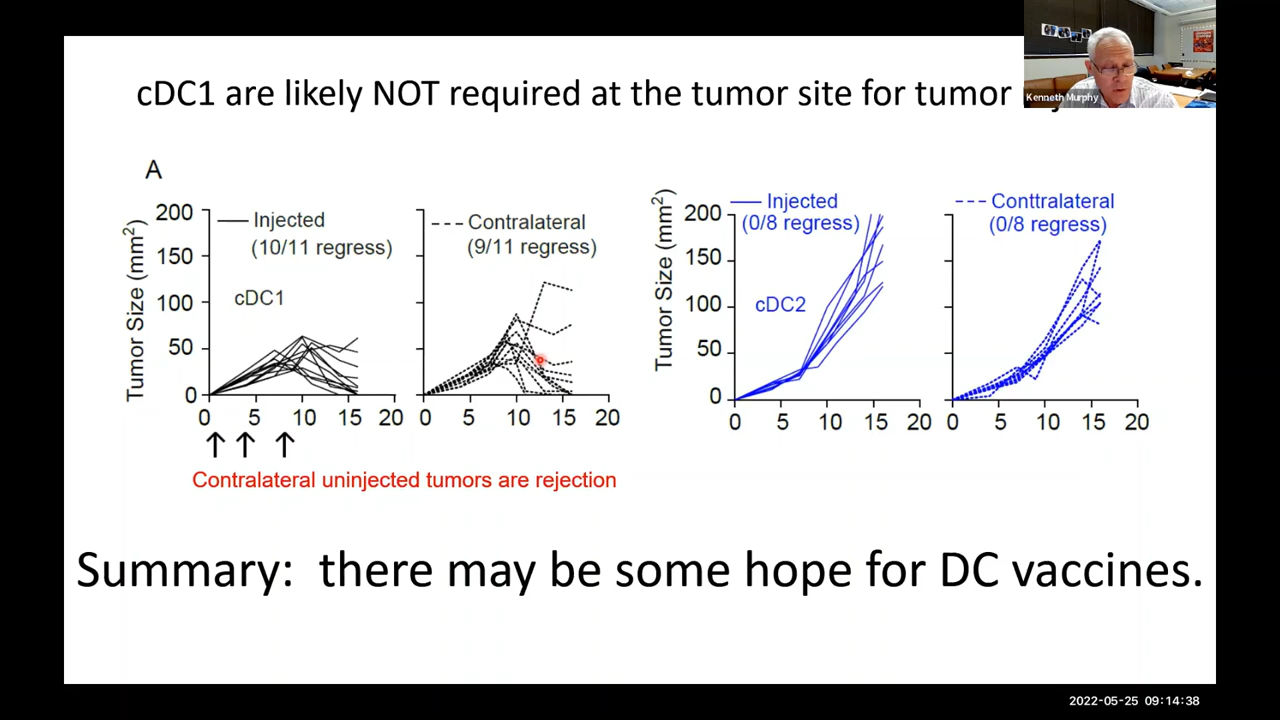 cDC1 are likely NOT required at the tumor site for tumor
Kenneth Murphy
A
Tumor Size (mm²)
200
150
100
50
0
Injected
(10/11 regress)
cDC1
0 5 10 15 20
Contralateral
(9/11 regress)
0 5 10 15 20
Contralateral uninjected tumors are rejection
Tumor Size (mm²)
200
150
100
50
0
Injected
(0/8 regress)
cDC2
0 5 10 15 20
Conttralateral
(0/8 regress)
0 5 10 15 20
Summary: there may be some hope for DC vaccines.
2022-05-25 09:14:38